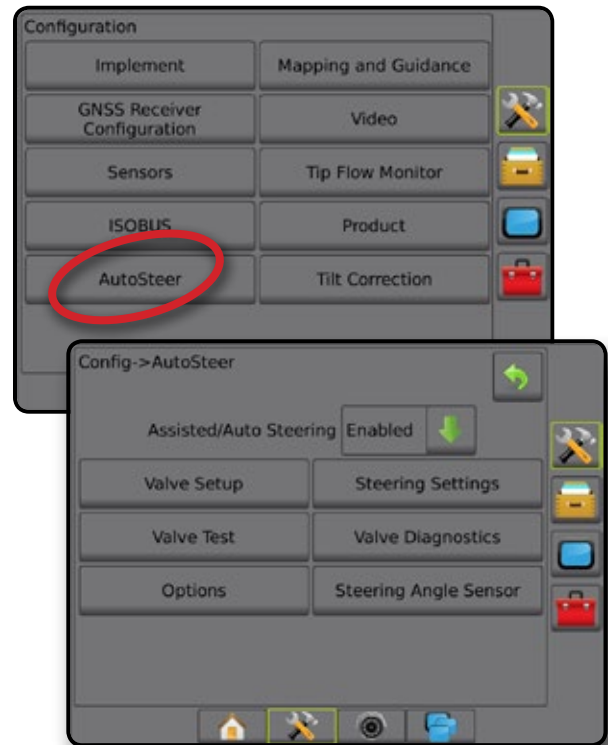 Configuration
Implement
Mapping and Guidance
GNSS Receiver
Configuration
Video
Sensors
Tip Flow Monitor
ISOBUS
Product
AutoSteer
Tilt Correction
Config->AutoSteer
Assisted/Auto Steering
Enabled
Valve Setup
Steering Settings
Valve Test
Valve Diagnostics
Options
Steering Angle Sensor